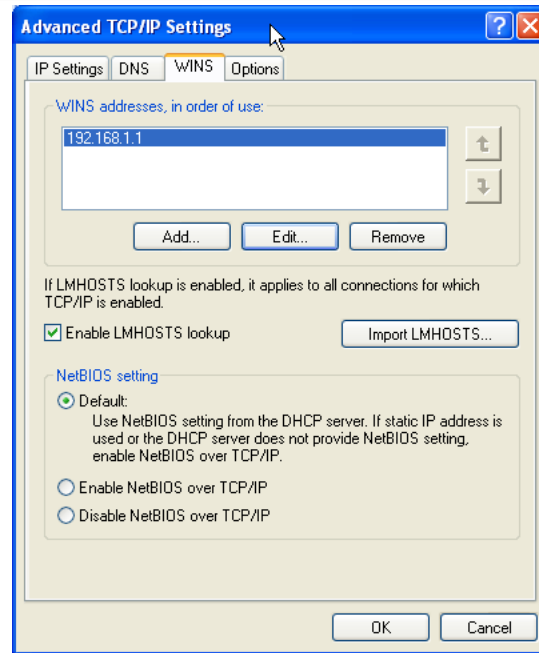 Advanced TCP/IP Settings
IP Settings DNS WINS Options
WINS addresses, in order of use:
192.168.1.1
Add... Edit... Remove
If LMHOSTS lookup is enabled, it applies to all connections for which
TCP/IP is enabled.
Enable LMHOSTS lookup Import LMHOSTS...
NetBIOS setting
Default:
Use NetBIOS setting from the DHCP server. If static IP address is
used or the DHCP server does not provide NetBIOS setting,
enable NetBIOS over TCP/IP.
Enable NetBIOS over TCP/IP
Disable NetBIOS over TCP/IP
OK Cancel